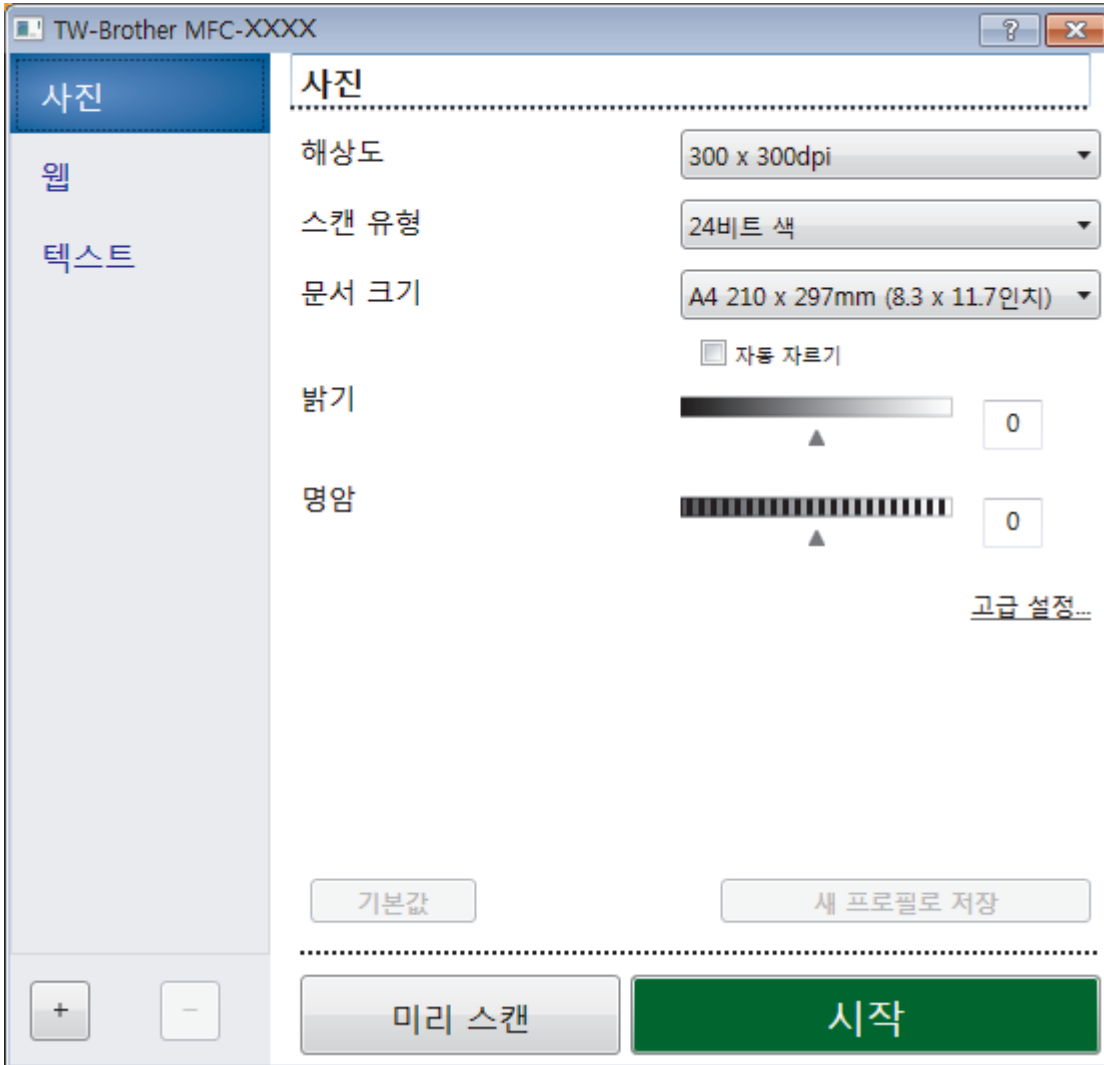 TW-Brother MFC-XXXX
사진
웹
텍스트
사진
해상도
300 x 300dpi
스캔 유형
24비트 색
문서 크기
A4 210 x 297mm (8.3 x 11.7인치)
자동 자르기
밝기
0
명암
0
고급 설정...
기본값
새 프로필로 저장
+
−
미리 스캔
시작